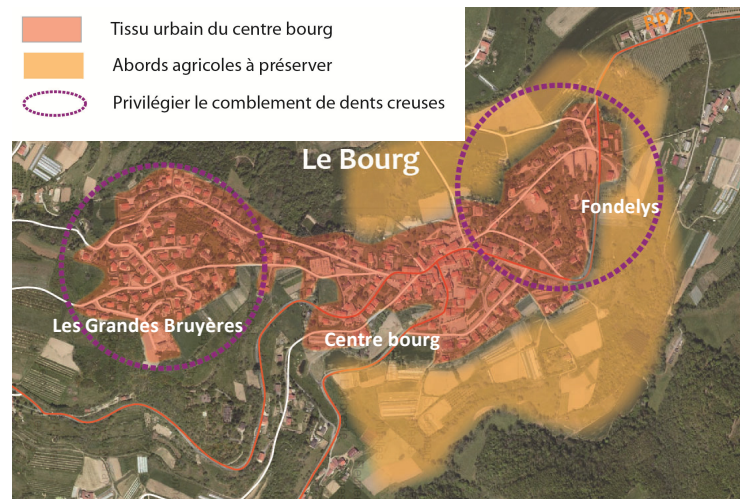 Tissu urbain du centre bourg
Abords agricoles à préserver
Privilégier le comblement de dents creuses
Le Bourg
Fondelys
Les Grandes Bruyères
Centre bourg